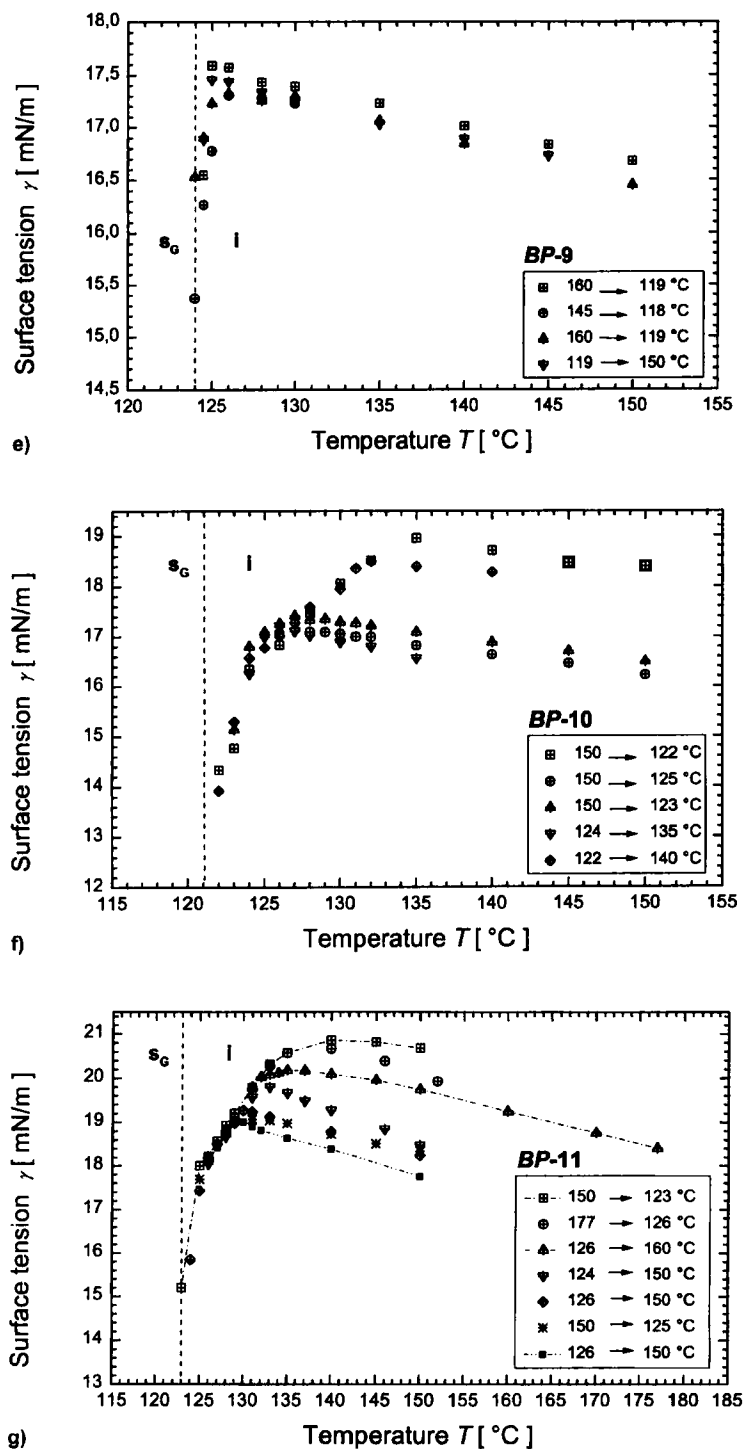 18,0
17,5
17,0
16,5
16,0
15,5
15,0
14,5
Surface tension γ [ mN/m ]
S_G
i
BP-9
160 → 119 °C
145 → 118 °C
160 → 119 °C
119 → 150 °C
120 125 130 135 140 145 150 155
Temperature T [ °C ]
e)
19
18
17
16
15
14
13
12
Surface tension γ [ mN/m ]
S_G
i
BP-10
150 → 122 °C
150 → 125 °C
150 → 123 °C
124 → 135 °C
122 → 140 °C
115 120 125 130 135 140 145 150 155
Temperature T [ °C ]
f)
21
20
19
18
17
16
15
14
13
Surface tension γ [ mN/m ]
S_G
i
BP-11
150 → 123 °C
177 → 126 °C
126 → 160 °C
124 → 150 °C
126 → 150 °C
150 → 125 °C
126 → 150 °C
115 120 125 130 135 140 145 150 155 160 165 170 175 180 185
Temperature T [ °C ]
g)